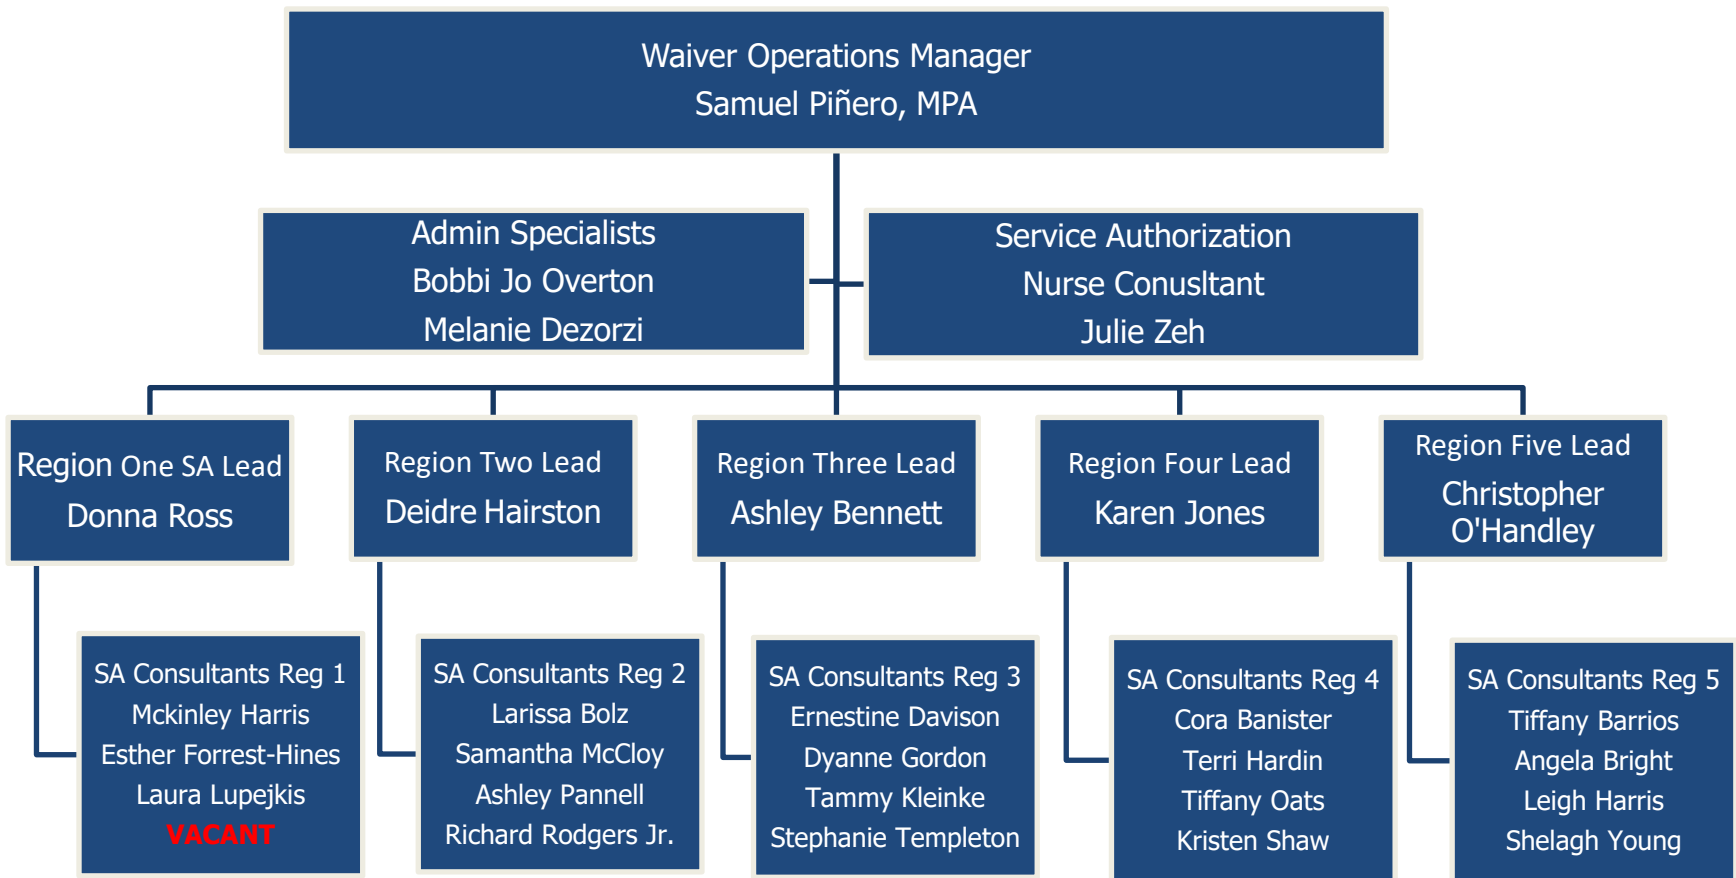 Waiver Operations Manager
Samuel Piñero, MPA
Admin Specialists
Bobbi Jo Overton
Melanie Dezorzi
Service Authorization
Nurse Conusltant
Julie Zeh
Region One SA Lead
Donna Ross
Region Two Lead
Deidre Hairston
Region Three Lead
Ashley Bennett
Region Four Lead
Karen Jones
Region Five Lead
Christopher
O'Handley
SA Consultants Reg 1
Mckinley Harris
Esther Forrest-Hines
Laura Lupejkis
VACANT
SA Consultants Reg 2
Larissa Bolz
Samantha McCloy
Ashley Pannell
Richard Rodgers Jr.
SA Consultants Reg 3
Ernestine Davison
Dyanne Gordon
Tammy Kleinke
Stephanie Templeton
SA Consultants Reg 4
Cora Banister
Terri Hardin
Tiffany Oats
Kristen Shaw
SA Consultants Reg 5
Tiffany Barrios
Angela Bright
Leigh Harris
Shelagh Young